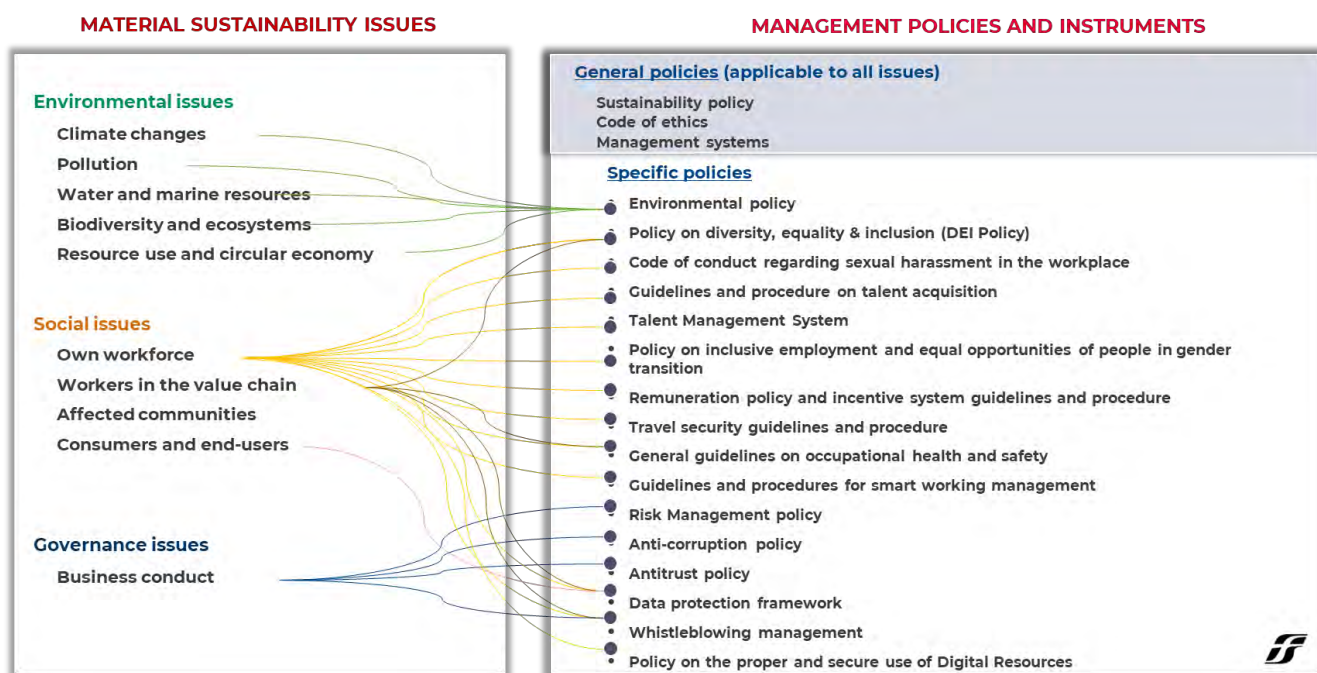 MATERIAL SUSTAINABILITY ISSUES
Environmental issues
Climate changes
Pollution
Water and marine resources
Biodiversity and ecosystems
Resource use and circular economy
Social issues
Own workforce
Workers in the value chain
Affected communities
Consumers and end-users
Governance issues
Business conduct
MANAGEMENT POLICIES AND INSTRUMENTS
General policies (applicable to all issues)
Sustainability policy
Code of ethics
Management systems
Specific policies
Environmental policy
Policy on diversity, equality & inclusion (DEI Policy)
Code of conduct regarding sexual harassment in the workplace
Guidelines and procedure on talent acquisition
Talent Management System
Policy on inclusive employment and equal opportunities of people in gender
transition
Remuneration policy and incentive system guidelines and procedure
Travel security guidelines and procedure
General guidelines on occupational health and safety
Guidelines and procedures for smart working management
Risk Management policy
Anti-corruption policy
Antitrust policy
Data protection framework
Whistleblowing management
Policy on the proper and secure use of Digital Resources
FS